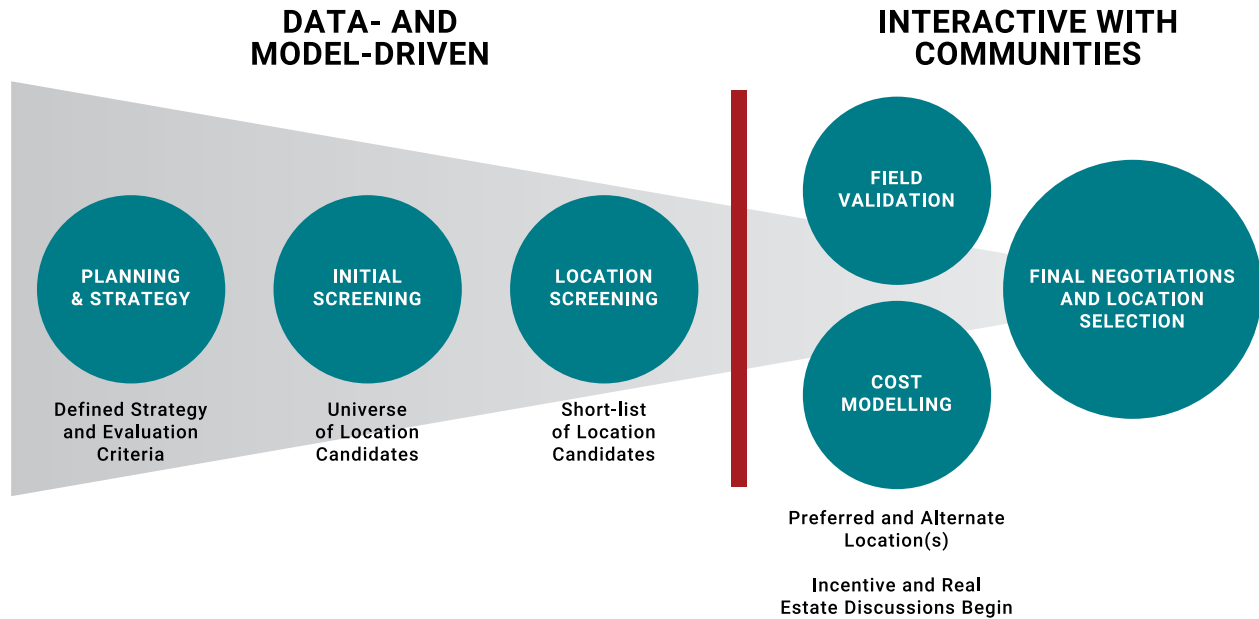 DATA- AND
MODEL-DRIVEN
INTERACTIVE WITH
COMMUNITIES
PLANNING
& STRATEGY
Defined Strategy
and Evaluation
Criteria
INITIAL
SCREENING
Universe
of Location
Candidates
LOCATION
SCREENING
Short-list
of Location
Candidates
FIELD
VALIDATION
COST
MODELLING
Preferred and Alternate
Location(s)
Incentive and Real
Estate Discussions Begin
FINAL NEGOTIATIONS
AND LOCATION
SELECTION